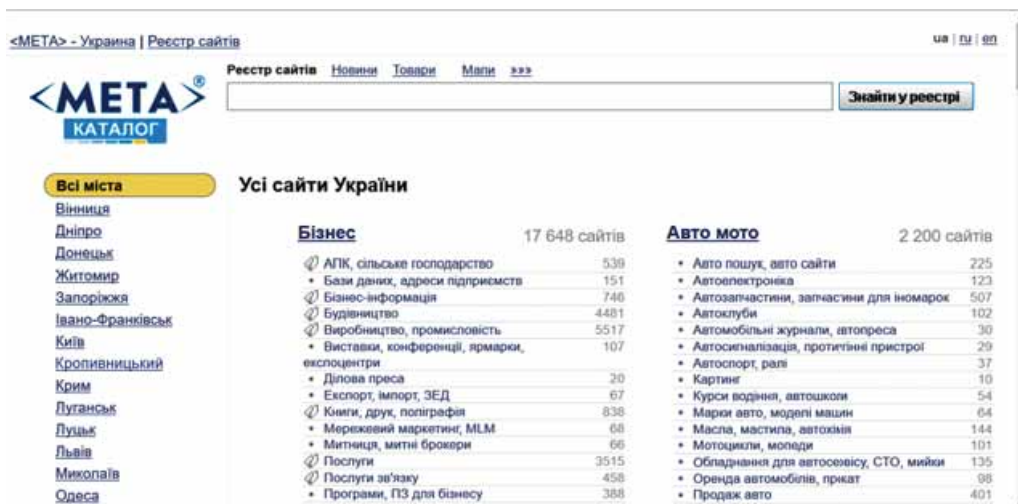 <META> - Украина | Реєстр сайтів
ua | ru | en
Реєстр сайтів Новини Товари Мапи »»»
<META>®
КАТАЛОГ
Знайти у реєстрі
Всі міста
Вінниця
Дніпро
Донецьк
Житомир
Запоріжжя
Івано-Франківськ
Київ
Кропивницький
Крим
Луганськ
Луцьк
Львів
Миколаїв
Одеса
Усі сайти України
Бізнес 17 648 сайтів
АПК, сільське господарство 539
• Бази даних, адреси підприємств 151
Бізнес-інформація 746
Будівництво 4481
Виробництво, промисловість 5517
• Виставки, конференції, ярмарки, 107
експоцентри
• Ділова преса 20
• Експорт, імпорт, ЗЕД 67
Книги, друк, поліграфія 838
• Мережевий маркетинг, MLM 68
• Митниця, митні брокери 66
Послуги 3515
Послуги зв'язку 458
• Програми, ПЗ для бізнесу 388
Авто мото 2 200 сайтів
• Авто пошук, авто сайти 225
• Автоелектроніка 123
• Автозапчастини, запчасини для іномарок 507
• Автоклуби 102
• Автомобільні журнали, автопреса 30
• Автосигналізація, протиінні пристрої 29
• Автоспорт, ралі 37
• Картинг 10
• Курси водіння, автошколи 54
• Марки авто, моделі машин 64
• Масла, мастила, автохімія 144
• Мотоцикли, мопеди 101
• Обладнання для автосервісу, СТО, мийки 135
• Оренда автомобілів, прокат 98
• Продаж авто 401